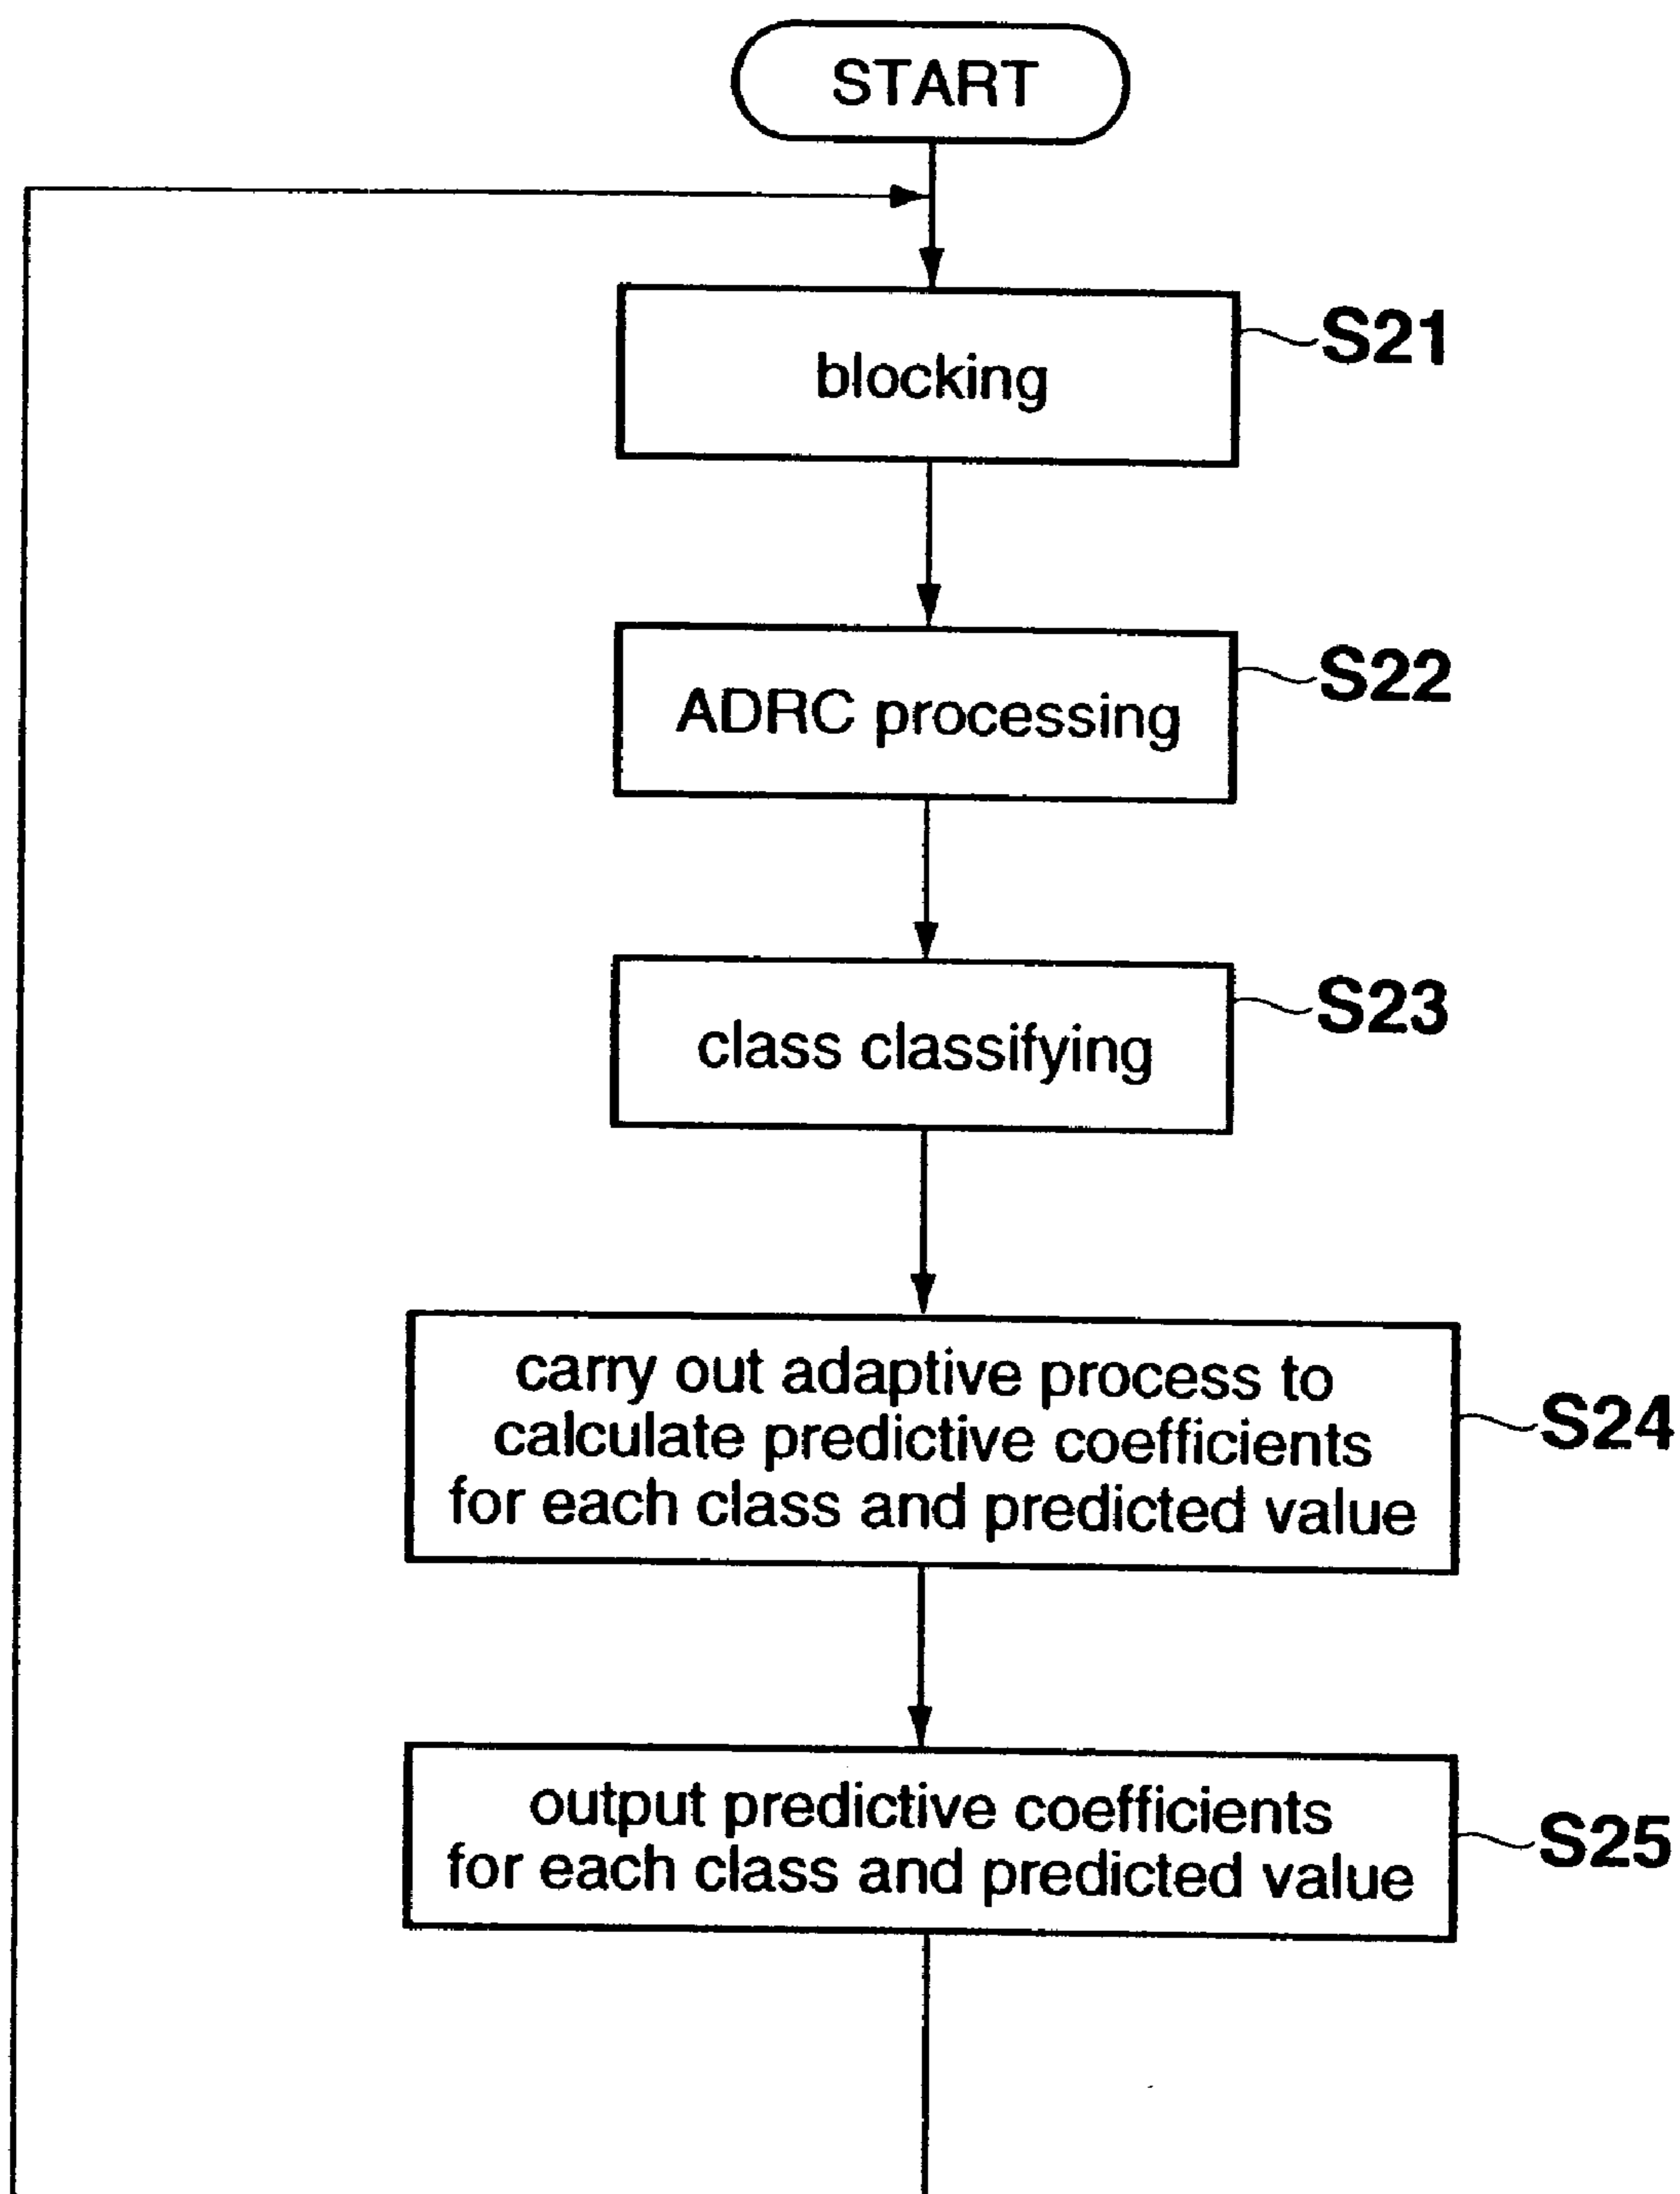 START
blocking
S21
ADRC processing
S22
class classifying
S23
carry out adaptive process to
calculate predictive coefficients
for each class and predicted value
S24
output predictive coefficients
for each class and predicted value
S25